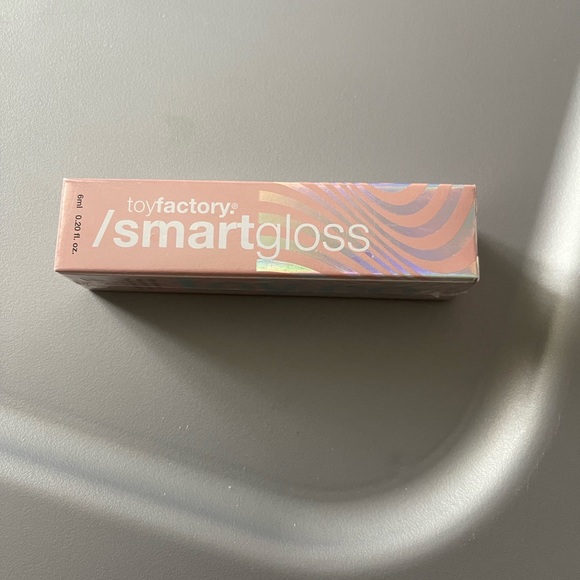 toyfactory.®
/smartgloss
6ml 0.20 fl. oz.